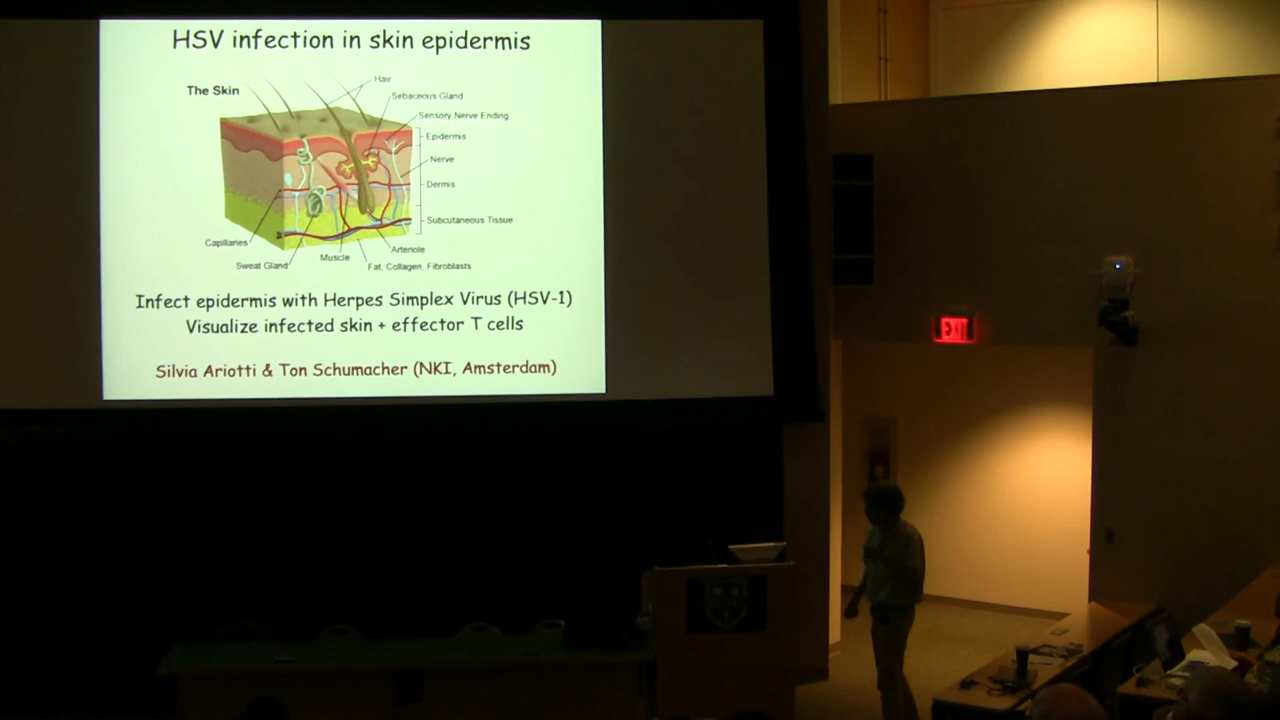 HSV infection in skin epidermis
The Skin
Hair
Sebaceous Gland
Sensory Nerve Ending
Epidermis
Nerve
Dermis
Subcutaneous Tissue
Capillaries
Arteriole
Muscle
Sweat Gland
Fat, Collagen, Fibroblasts
Infect epidermis with Herpes Simplex Virus (HSV-1)
Visualize infected skin + effector T cells
Silvia Ariotti & Ton Schumacher (NKI, Amsterdam)
EXIT